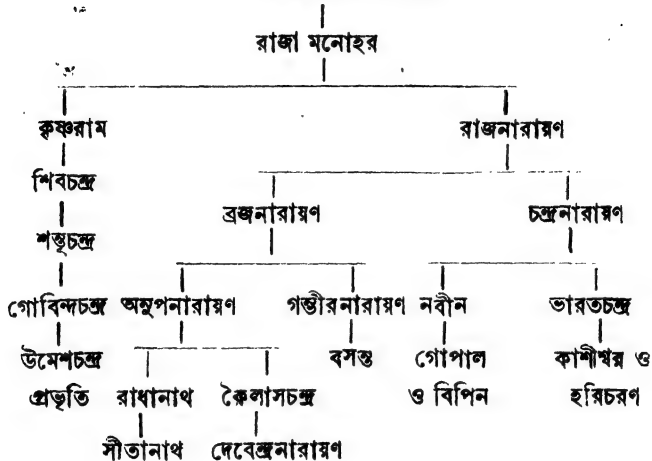 রাজা মনোহর
কৃষ্ণরাম রাজনারায়ণ
শিবচন্দ্র
ব্রজনারায়ণ চন্দ্রনারায়ণ
শম্ভূচন্দ্র
গোবিন্দচন্দ্র অনুপনারায়ণ গম্ভীরনারায়ণ নবীন ভারতচন্দ্র
উমেশচন্দ্র বসন্ত গোপাল কাশীশ্বর ও
প্রভৃতি রাধানাথ কৈলাসচন্দ্র ও বিপিন হরিচরণ
সীতানাথ দেবেন্দ্রনারায়ণ